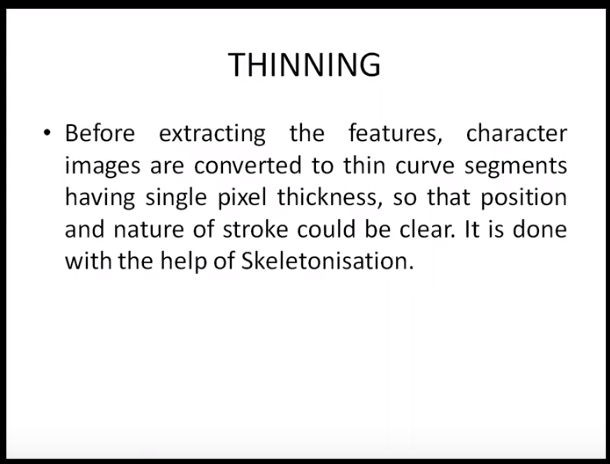 THINNING
• Before extracting the features, character
images are converted to thin curve segments
having single pixel thickness, so that position
and nature of stroke could be clear. It is done
with the help of Skeletonisation.